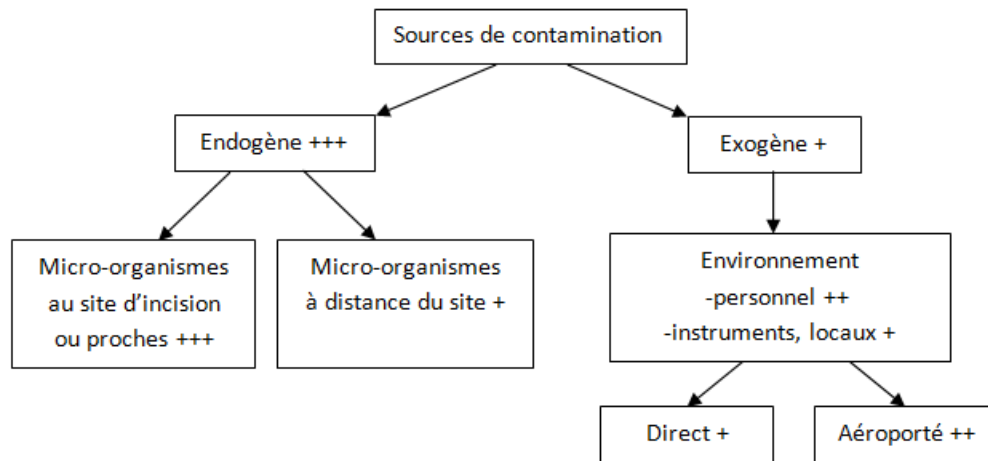 Sources de contamination
Endogène +++
Exogène +
Micro-organismes
au site d'incision
ou proches +++
Micro-organismes
à distance du site +
Environnement
-personnel ++
-instruments, locaux +
Direct +
Aéroporté ++